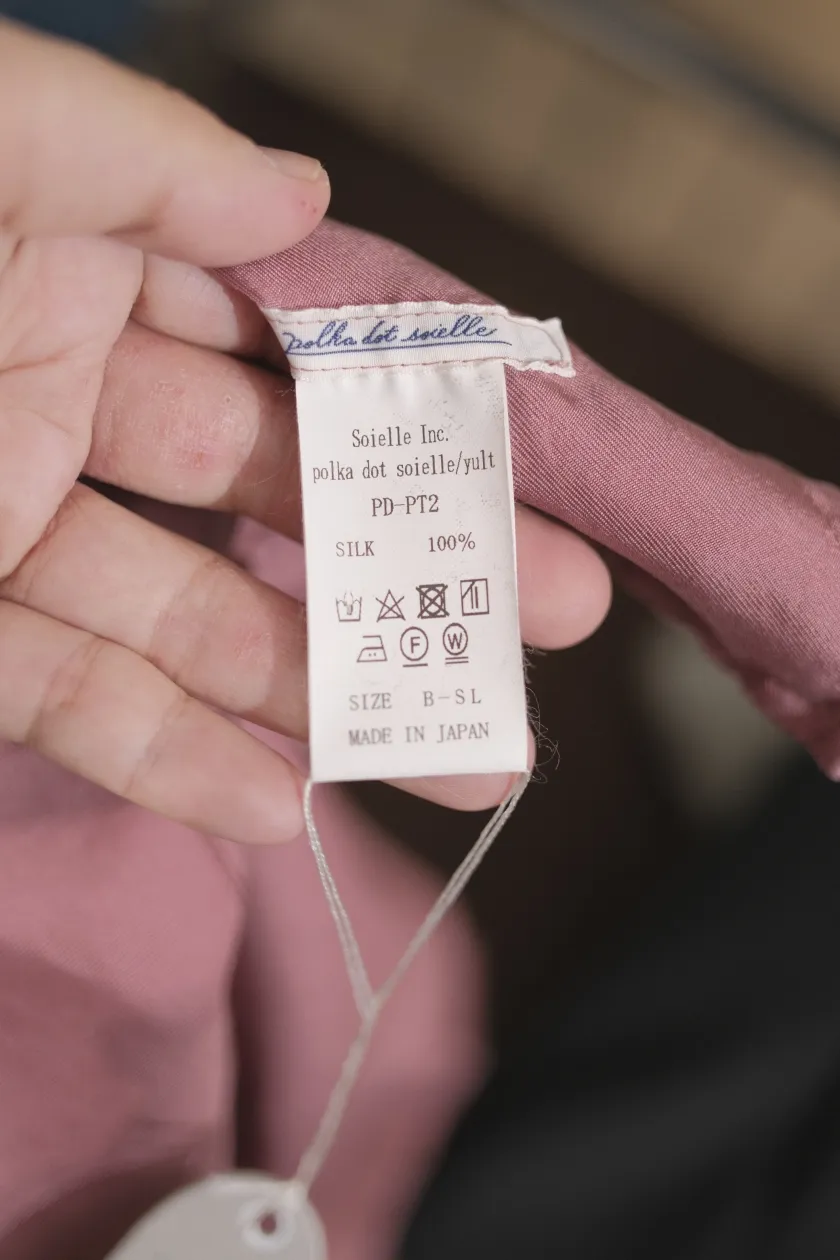 polka dot soielle
Soielle Inc.
polka dot soielle/yult
PD-PT2
SILK 100%
F W
SIZE B-SL
MADE IN JAPAN